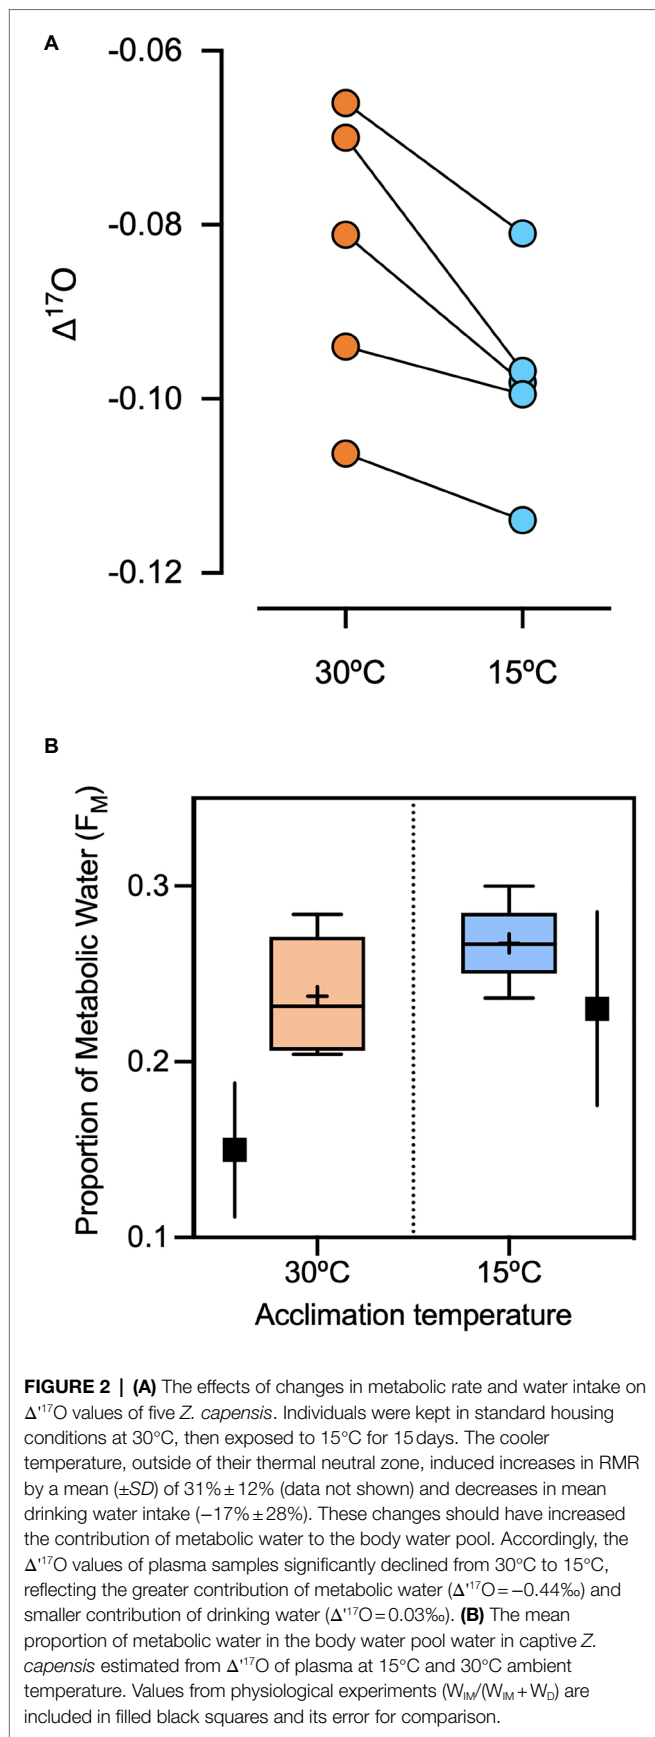 A
-0.06
-0.08
-0.10
-0.12
Δ¹⁷O
30ºC 15ºC
B
Proportion of Metabolic Water (F_M)
0.3
0.2
0.1
30ºC 15ºC
Acclimation temperature
FIGURE 2 | (A) The effects of changes in metabolic rate and water intake on
Δ'¹⁷O values of five Z. capensis. Individuals were kept in standard housing
conditions at 30°C, then exposed to 15°C for 15 days. The cooler
temperature, outside of their thermal neutral zone, induced increases in RMR
by a mean (±SD) of 31% ± 12% (data not shown) and decreases in mean
drinking water intake (−17% ± 28%). These changes should have increased
the contribution of metabolic water to the body water pool. Accordingly, the
Δ'¹⁷O values of plasma samples significantly declined from 30°C to 15°C,
reflecting the greater contribution of metabolic water (Δ'¹⁷O = −0.44‰) and
smaller contribution of drinking water (Δ'¹⁷O = 0.03‰). (B) The mean
proportion of metabolic water in the body water pool water in captive Z.
capensis estimated from Δ'¹⁷O of plasma at 15°C and 30°C ambient
temperature. Values from physiological experiments (W_IM/(W_IM + W_D) are
included in filled black squares and its error for comparison.